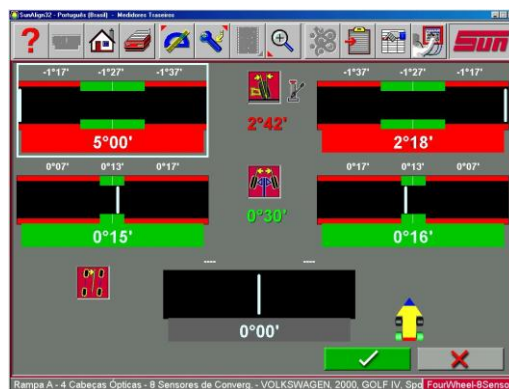 SunAlign32 - Português (Brasil) - Medidores Traseiros
? sun
-1°17' -1°27' -1°37' -1°37' -1°27' -1°17'
2°42'
5°00' 2°18'
0°07' 0°13' 0°17' 0°17' 0°13' 0°07'
0°30'
0°15' 0°16'
---- ----
0°00'
Rampa A - 4 Cabeças Ópticas - 8 Sensores de Converg. - VOLKSWAGEN, 2000, GOLF IV, Spo FourWheel-8Senso